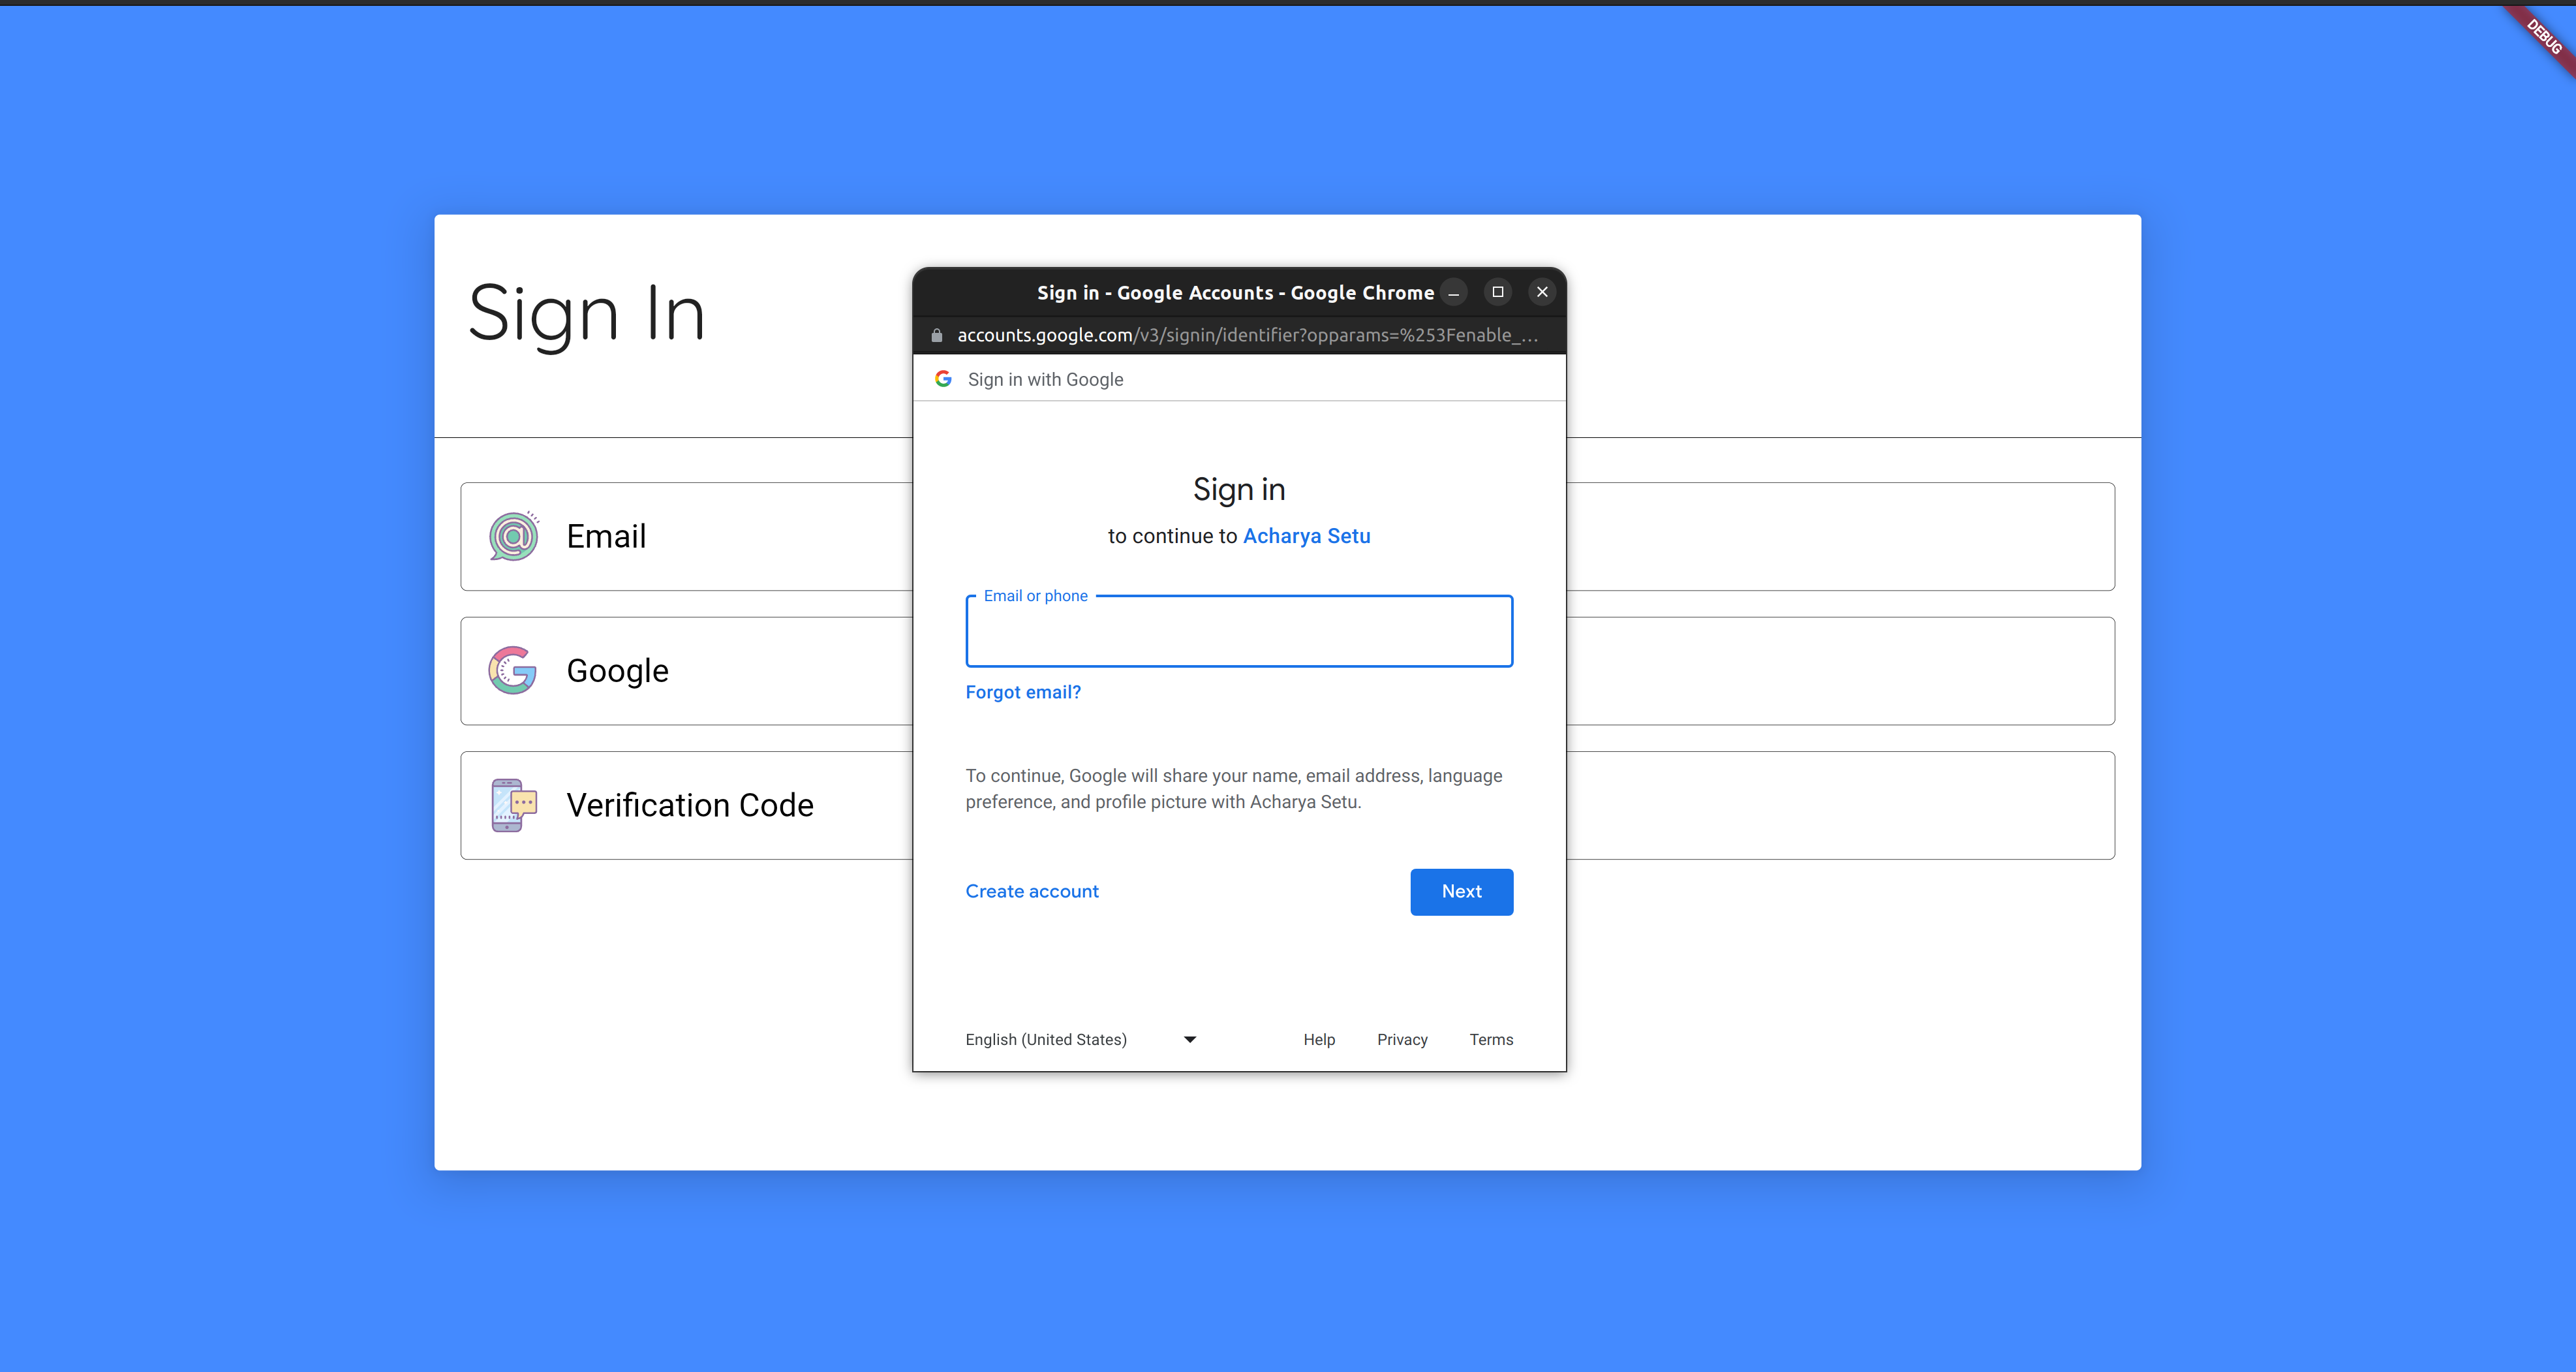 DEBUG
Sign In
Email
Google
Verification Code
Sign in - Google Accounts - Google Chrome
accounts.google.com/v3/signin/identifier?opparams=%253Fenable_...
Sign in with Google
Sign in
to continue to Acharya Setu
Email or phone
Forgot email?
To continue, Google will share your name, email address, language
preference, and profile picture with Acharya Setu.
Create account
Next
English (United States)
Help
Privacy
Terms